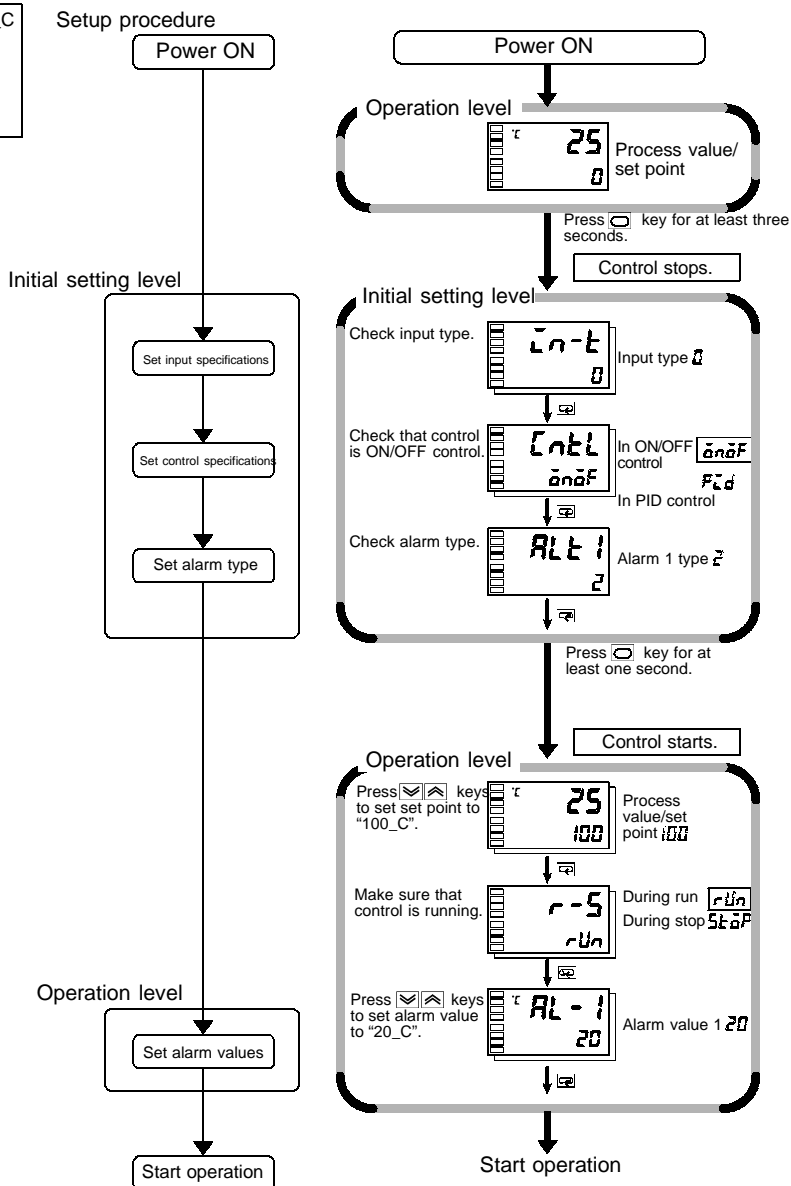 _C
Setup procedure
Power ON
Initial setting level
Set input specifications
Set control specifications
Set alarm type
Operation level
Set alarm values
Start operation
Power ON
Operation level
°C 25
0
Process value/
set point
Press key for at least three
seconds.
Control stops.
Initial setting level
Check input type.
in-t
0
Input type 0
Check that control
is ON/OFF control.
CntL
onoF
In ON/OFF onoF
control
Pid
In PID control
Check alarm type.
ALt1
2
Alarm 1 type 2
Press key for at
least one second.
Control starts.
Operation level
Press keys
to set set point to
“100_C”.
°C 25
100
Process
value/set
point 100
Make sure that
control is running.
r-S
rUn
During run rUn
During stop StoP
Press keys
to set alarm value
to “20_C”.
°C AL-1
20
Alarm value 1 20
Start operation